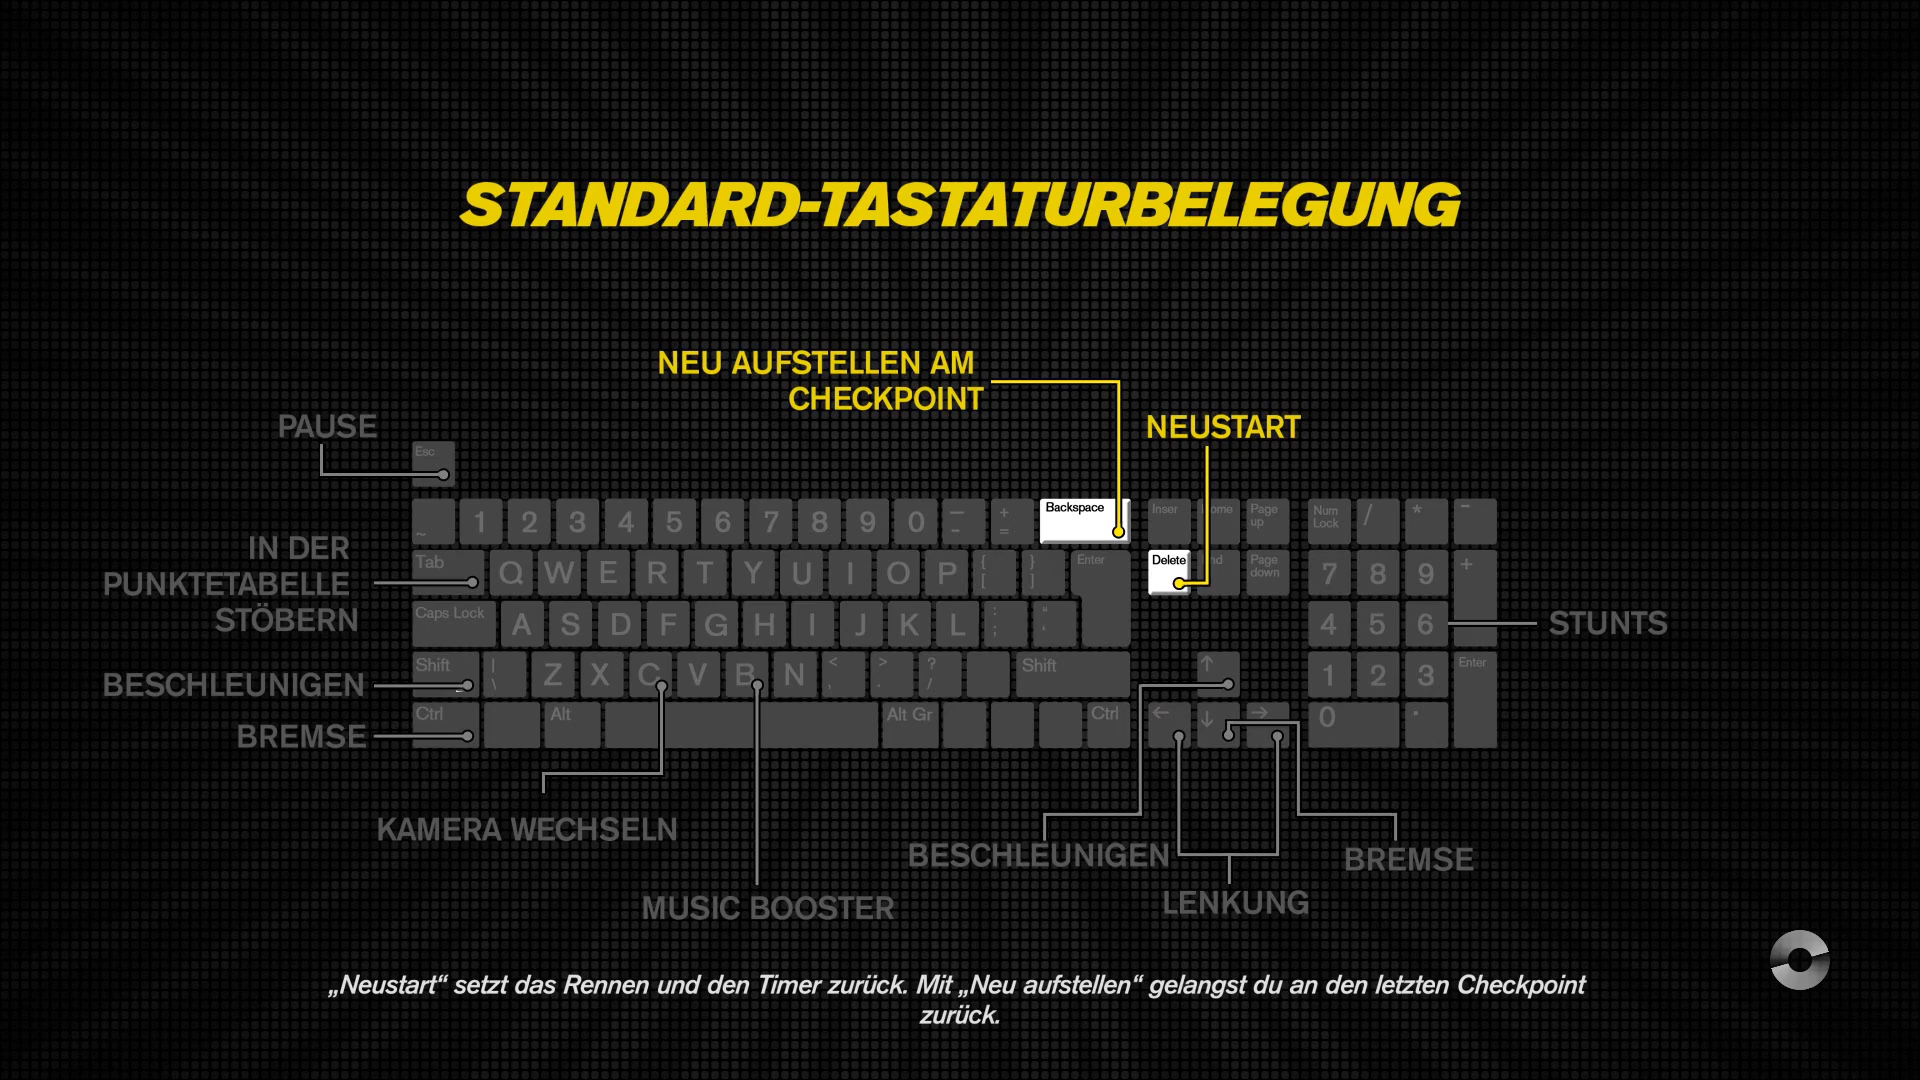 STANDARD-TASTATURBELEGUNG
NEU AUFSTELLEN AM
CHECKPOINT
NEUSTART
PAUSE
Esc
~ 1 2 3 4 5 6 7 8 9 0 — - + = Backspace Inser Home Page up Num Lock / * -
IN DER
PUNKTETABELLE
STÖBERN
Tab Q W E R T Y U I O P { [ } ] Enter Delete End Page down 7 8 9 +
Caps Lock A S D F G H I J K L : ; “ ‘ 4 5 6
STUNTS
BESCHLEUNIGEN
Shift | \ Z X C V B N < , > . ? / Shift ↑ 1 2 3 Enter
BREMSE
Ctrl Alt Alt Gr Ctrl ← ↓ → 0 .
KAMERA WECHSELN
MUSIC BOOSTER
BESCHLEUNIGEN
LENKUNG
BREMSE
„Neustart“ setzt das Rennen und den Timer zurück. Mit „Neu aufstellen“ gelangst du an den letzten Checkpoint
zurück.